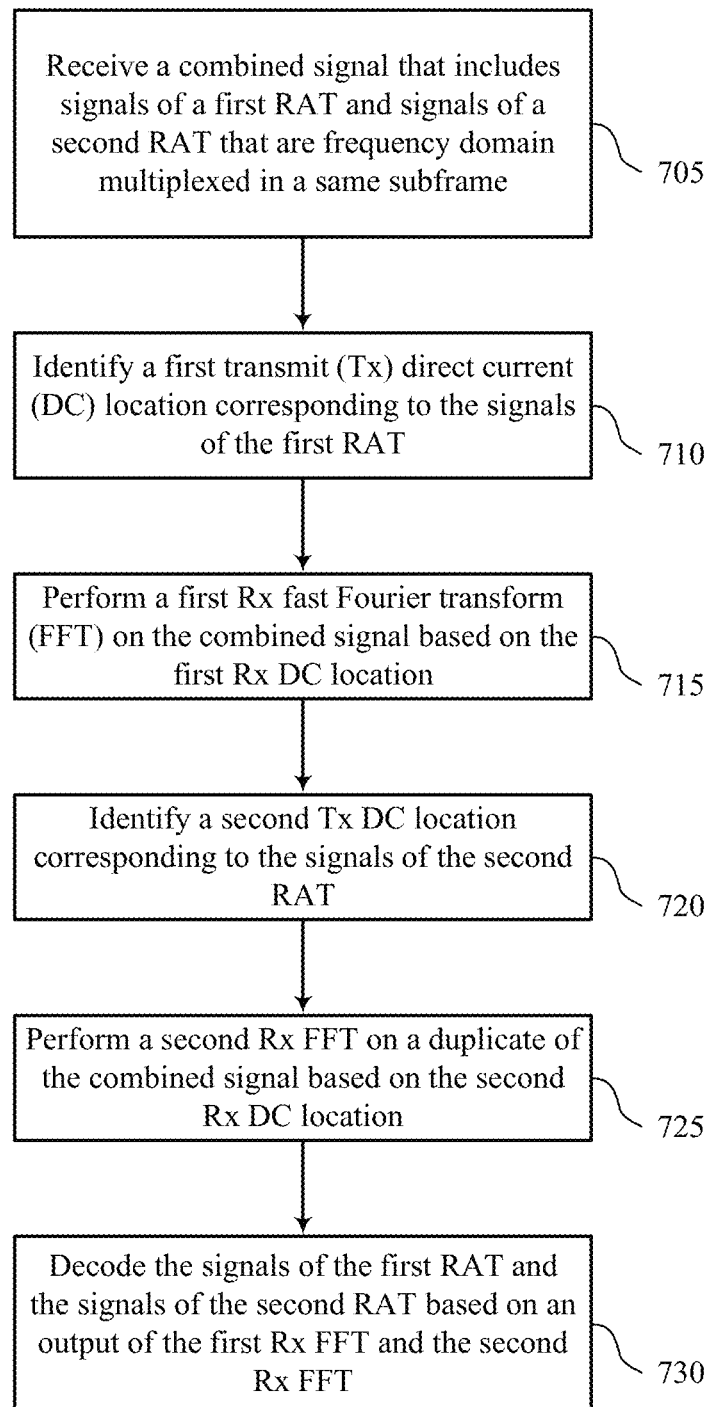 Receive a combined signal that includes
signals of a first RAT and signals of a
second RAT that are frequency domain
multiplexed in a same subframe
705
Identify a first transmit (Tx) direct current
(DC) location corresponding to the signals
of the first RAT
710
Perform a first Rx fast Fourier transform
(FFT) on the combined signal based on the
first Rx DC location
715
Identify a second Tx DC location
corresponding to the signals of the second
RAT
720
Perform a second Rx FFT on a duplicate of
the combined signal based on the second
Rx DC location
725
Decode the signals of the first RAT and
the signals of the second RAT based on an
output of the first Rx FFT and the second
Rx FFT
730